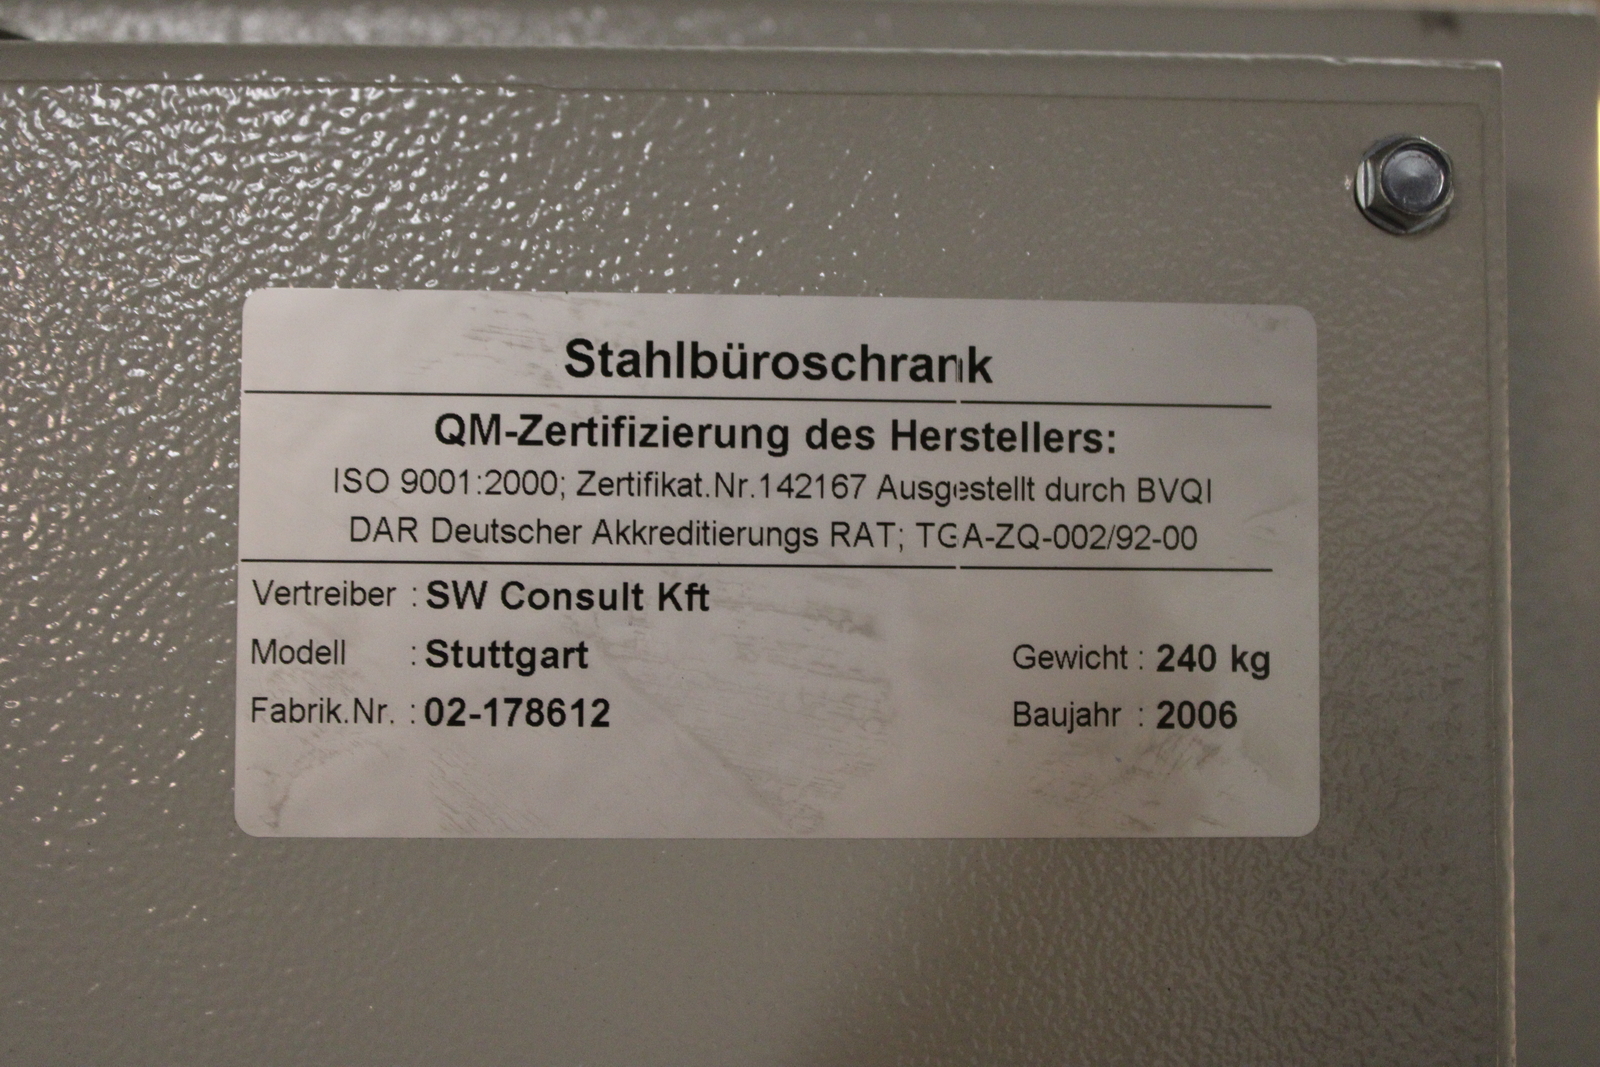 Stahlbüroschrank
QM-Zertifizierung des Herstellers:
ISO 9001:2000; Zertifikat.Nr.142167 Ausgestellt durch BVQI
DAR Deutscher Akkreditierungs RAT; TGA-ZQ-002/92-00
Vertreiber : SW Consult Kft
Modell : Stuttgart Gewicht : 240 kg
Fabrik.Nr. : 02-178612 Baujahr : 2006